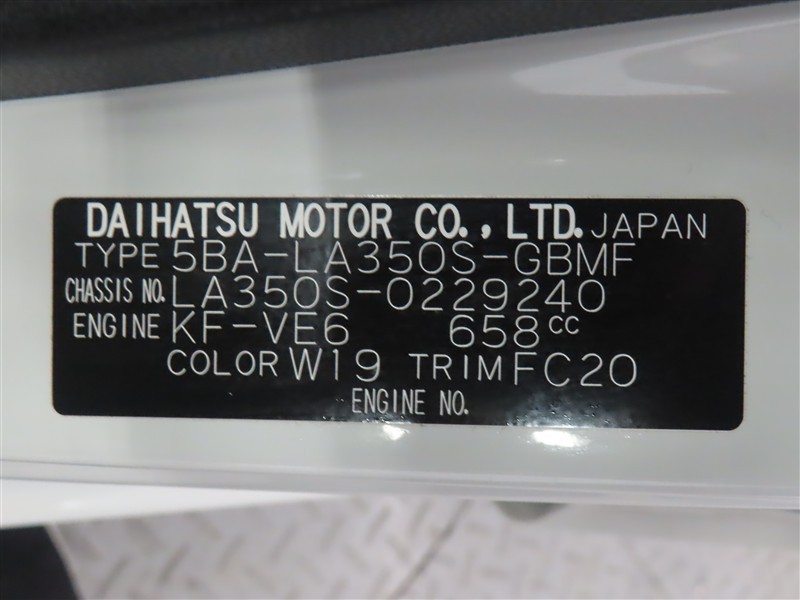 DAIHATSU MOTOR CO., LTD. JAPAN
TYPE 5BA-LA350S-GBMF
CHASSIS NO. LA350S-0229240
ENGINE KF-VE6 658cc
COLOR W19 TRIM FC20
ENGINE NO.